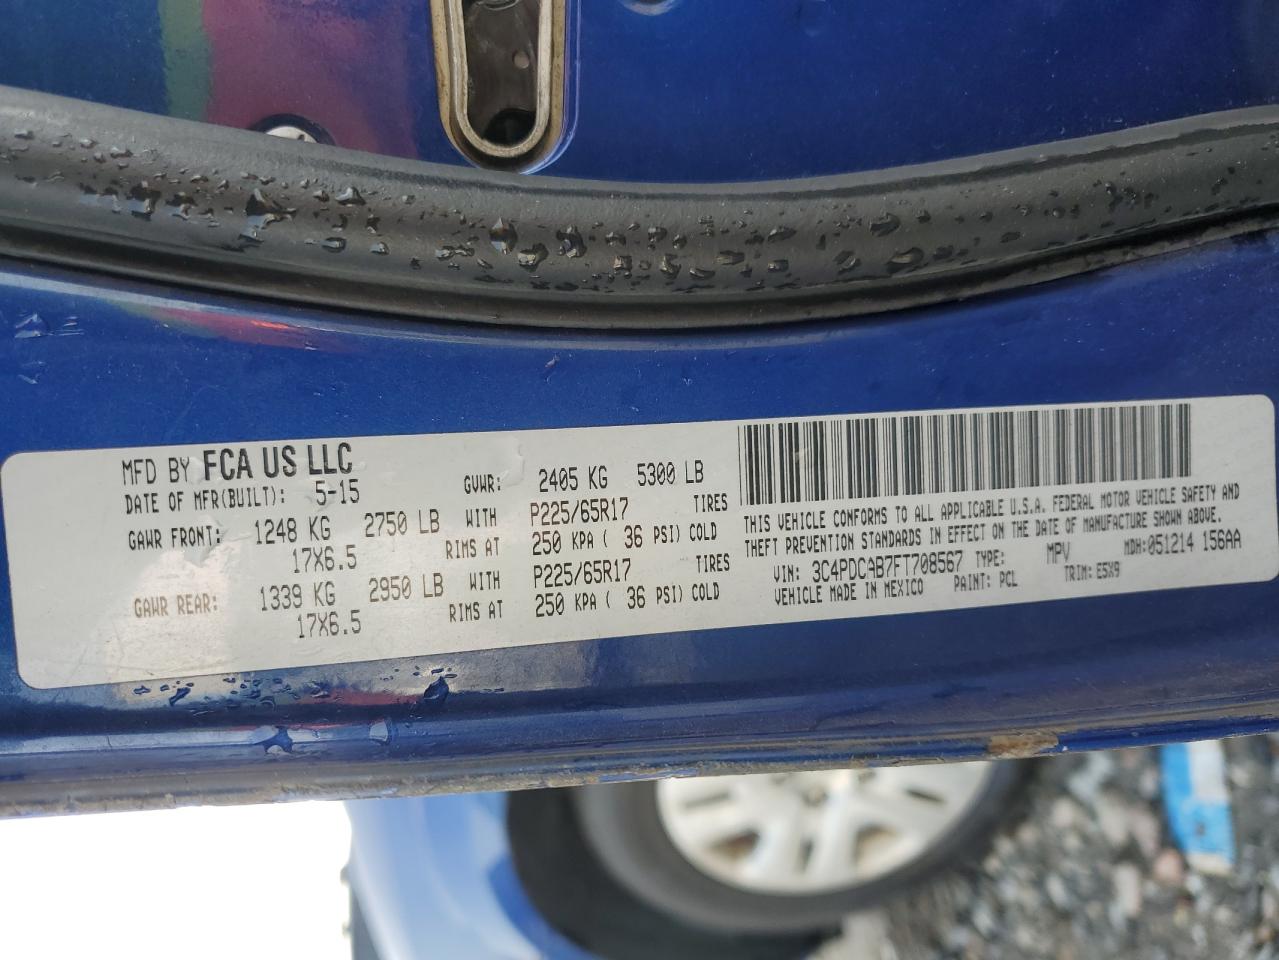 MFD BY FCA US LLC
DATE OF MFR(BUILT): 5-15 GVWR: 2405 KG 5300 LB
GAWR FRONT: 1248 KG 2750 LB WITH P225/65R17 TIRES
17X6.5 RIMS AT 250 KPA ( 36 PSI) COLD
GAWR REAR: 1339 KG 2950 LB WITH P225/65R17 TIRES
17X6.5 RIMS AT 250 KPA ( 36 PSI) COLD
THIS VEHICLE CONFORMS TO ALL APPLICABLE U.S.A. FEDERAL MOTOR VEHICLE SAFETY AND
THEFT PREVENTION STANDARDS IN EFFECT ON THE DATE OF MANUFACTURE SHOWN ABOVE.
VIN: 3C4PDCAB7FT708567 TYPE: MPV MDH:051214 156AA
VEHICLE MADE IN MEXICO PAINT: PCL TRIM: E5X9